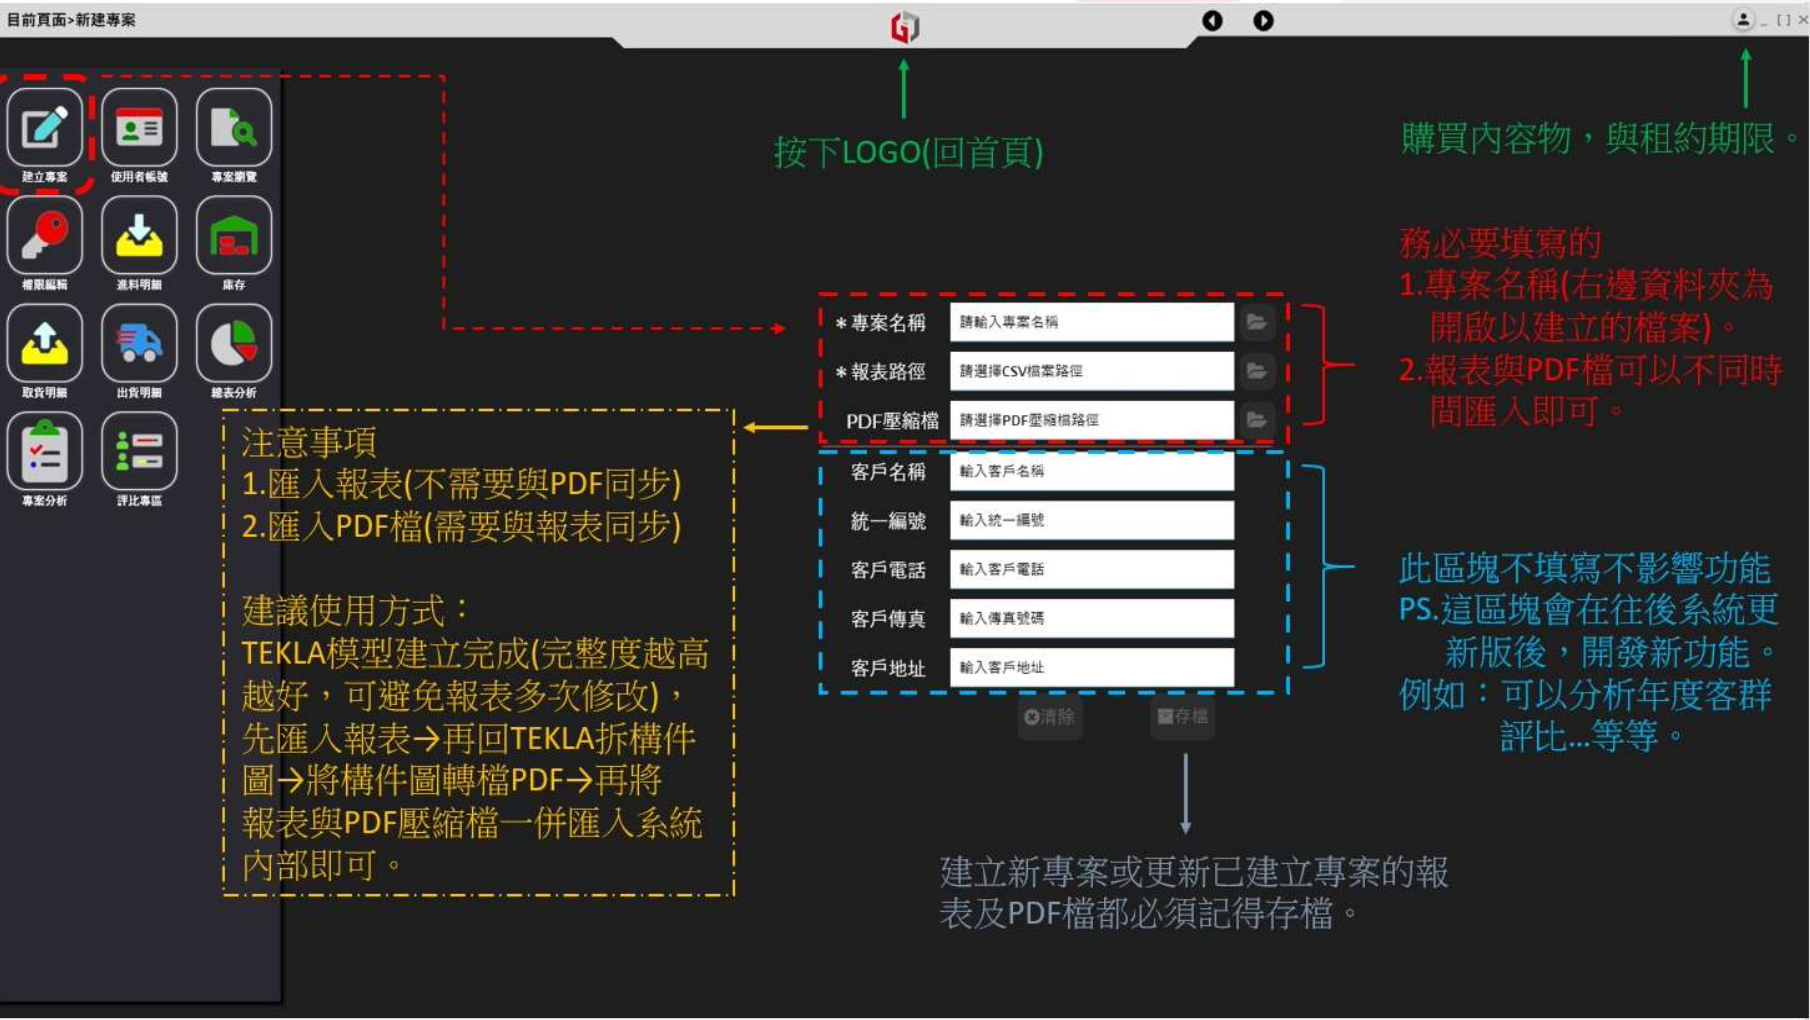 目前頁面>新建專案
按下LOGO(回首頁)
購買內容物，與租約期限。
建立專案
使用者帳號
專案瀏覽
權限編輯
進料明細
庫存
取貨明細
出貨明細
總表分析
專案分析
評比專區
注意事項
1.匯入報表(不需要與PDF同步)
2.匯入PDF檔(需要與報表同步)
建議使用方式：
TEKLA模型建立完成(完整度越高
越好，可避免報表多次修改)，
先匯入報表→再回TEKLA拆構件
圖→將構件圖轉檔PDF→再將
報表與PDF壓縮檔一併匯入系統
內部即可。
*專案名稱 請輸入專案名稱
*報表路徑 請選擇CSV檔案路徑
PDF壓縮檔 請選擇PDF壓縮檔路徑
客戶名稱 輸入客戶名稱
統一編號 輸入統一編號
客戶電話 輸入客戶電話
客戶傳真 輸入傳真號碼
客戶地址 輸入客戶地址
清除 存檔
建立新專案或更新已建立專案的報
表及PDF檔都必須記得存檔。
務必要填寫的
1.專案名稱(右邊資料夾為
開啟以建立的檔案)。
2.報表與PDF檔可以不同時
間匯入即可。
此區塊不填寫不影響功能
PS.這區塊會在往後系統更
新版後，開發新功能。
例如：可以分析年度客群
評比...等等。